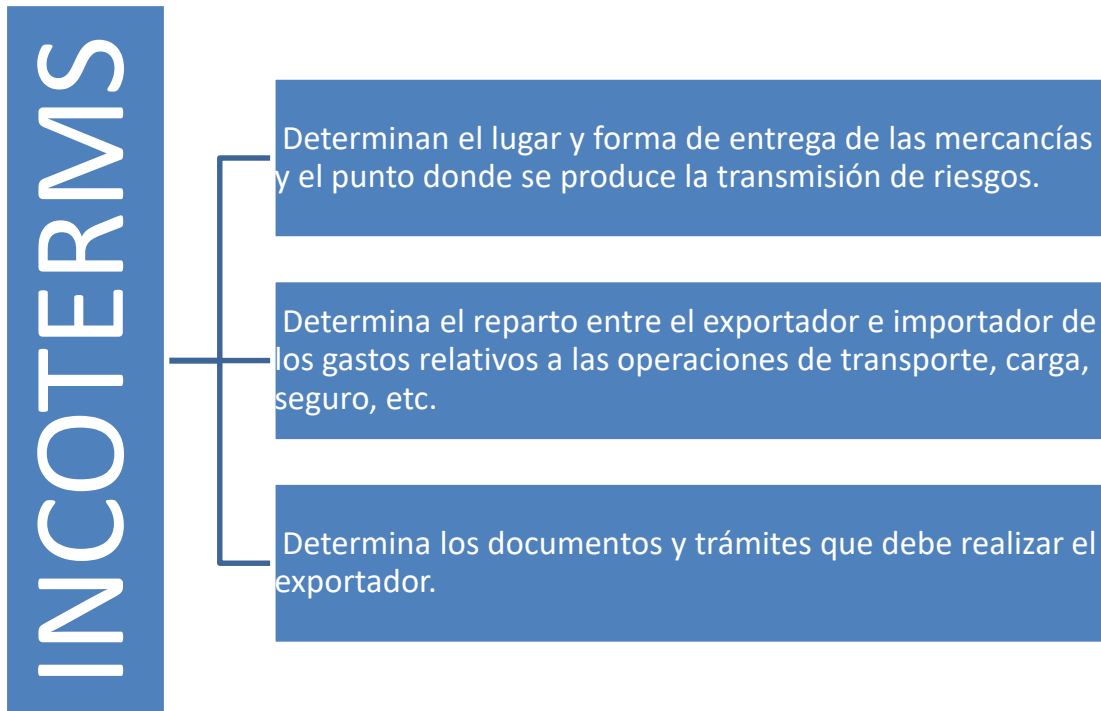 INCOTERMS
Determinan el lugar y forma de entrega de las mercancías
y el punto donde se produce la transmisión de riesgos.
Determina el reparto entre el exportador e importador de
los gastos relativos a las operaciones de transporte, carga,
seguro, etc.
Determina los documentos y trámites que debe realizar el
exportador.